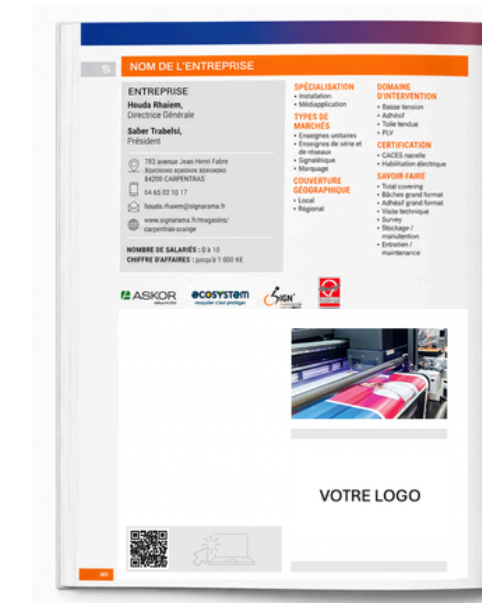 S
NOM DE L'ENTREPRISE
ENTREPRISE
Houda Rhaiem,
Directrice Générale
Saber Trabelsi,
Président
783 avenue Jean Henri Fabre
84200 CARPENTRAS
04 65 02 10 17
houda.rhaiem@signarama.fr
www.signarama.fr/magasins/
carpentras-orange
NOMBRE DE SALARIÉS : 0 à 10
CHIFFRE D'AFFAIRES : jusqu'à 1 000 K€
SPÉCIALISATION
• Installation
• Médiapplication
TYPES DE
MARCHÉS
• Enseignes unitaires
• Enseignes de série et
de réseaux
• Signalétique
• Marquage
COUVERTURE
GÉOGRAPHIQUE
• Local
• Régional
DOMAINE
D'INTERVENTION
• Basse tension
• Adhésif
• Toile tendue
• PLV
CERTIFICATION
• CACES nacelle
• Habilitation électrique
SAVOIR-FAIRE
• Total covering
• Bâches grand format
• Adhésif grand format
• Visite technique
• Survey
• Stockage /
manutention
• Entretien /
maintenance
ASKOR
ecosystem
recycler c'est protéger
SIGN'
VOTRE LOGO
30